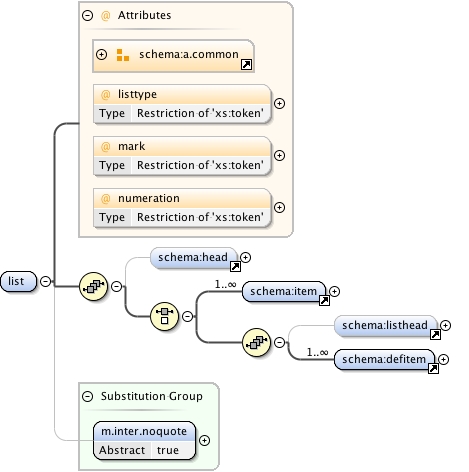 @ Attributes
schema:a.common
@ listtype
Type Restriction of 'xs:token'
@ mark
Type Restriction of 'xs:token'
@ numeration
Type Restriction of 'xs:token'
schema:head
list
1..∞
schema:item
schema:listhead
1..∞
schema:defitem
Substitution Group
m.inter.noquote
Abstract true